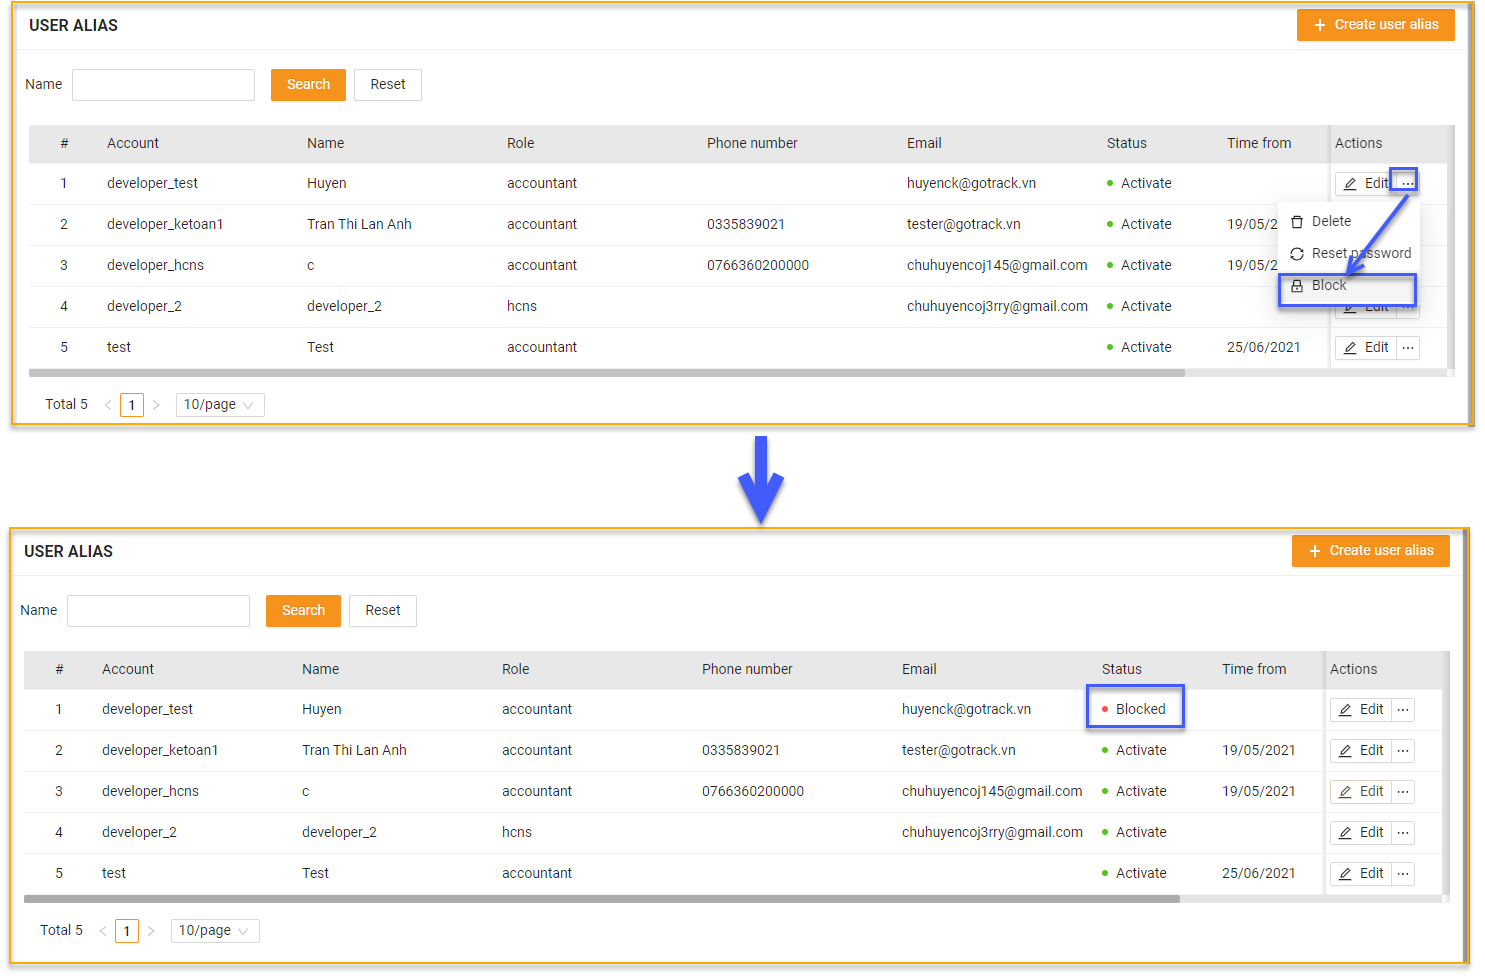 USER ALIAS
+ Create user alias
Name
Search
Reset
# Account Name Role Phone number Email Status Time from Actions
1 developer_test Huyen accountant huyenck@gotrack.vn Activate Edit ...
2 developer_ketoan1 Tran Thi Lan Anh accountant 0335839021 tester@gotrack.vn Activate 19/05/2
Delete
3 developer_hcns c accountant 0766360200000 chuhuyencoj145@gmail.com Activate 19/05/2
Reset password
Block
4 developer_2 developer_2 hcns chuhuyencoj3rry@gmail.com Activate Edit ...
5 test Test accountant Activate 25/06/2021 Edit ...
Total 5 < 1 > 10/page
USER ALIAS
+ Create user alias
Name
Search
Reset
# Account Name Role Phone number Email Status Time from Actions
1 developer_test Huyen accountant huyenck@gotrack.vn Blocked Edit ...
2 developer_ketoan1 Tran Thi Lan Anh accountant 0335839021 tester@gotrack.vn Activate 19/05/2021 Edit ...
3 developer_hcns c accountant 0766360200000 chuhuyencoj145@gmail.com Activate 19/05/2021 Edit ...
4 developer_2 developer_2 hcns chuhuyencoj3rry@gmail.com Activate Edit ...
5 test Test accountant Activate 25/06/2021 Edit ...
Total 5 < 1 > 10/page